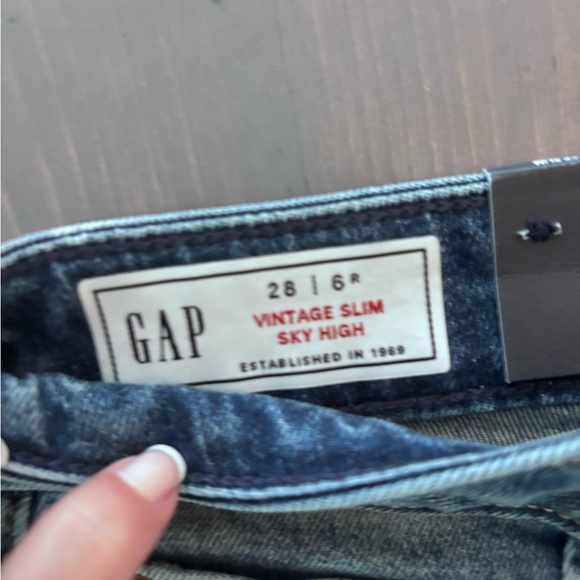 GAP
28 | 6R
VINTAGE SLIM
SKY HIGH
ESTABLISHED IN 1969